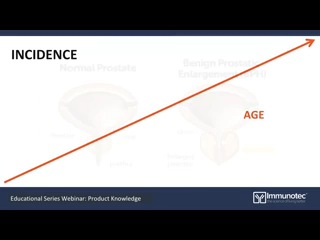 INCIDENCE
Normal Prostate
Benign Prostatic
Enlargement (BPH)
AGE
Educational Series Webinar: Product Knowledge
Immunotec